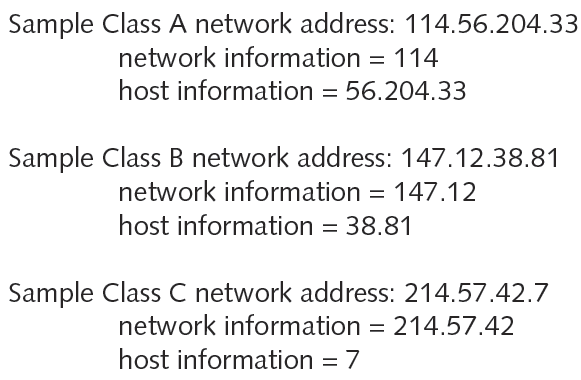 Sample Class A network address: 114.56.204.33
network information = 114
host information = 56.204.33
Sample Class B network address: 147.12.38.81
network information = 147.12
host information = 38.81
Sample Class C network address: 214.57.42.7
network information = 214.57.42
host information = 7